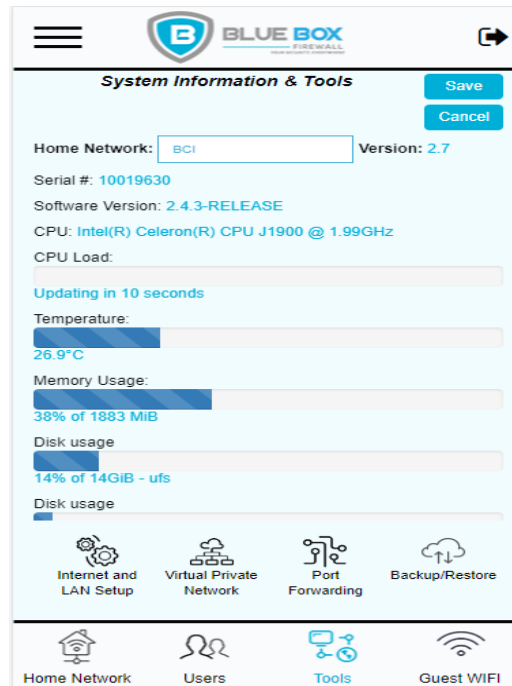 BLUE BOX
FIREWALL
System Information & Tools
Save
Cancel
Home Network: BCI Version: 2.7
Serial #: 10019630
Software Version: 2.4.3-RELEASE
CPU: Intel(R) Celeron(R) CPU J1900 @ 1.99GHz
CPU Load:
Updating in 10 seconds
Temperature:
26.9°C
Memory Usage:
38% of 1883 MiB
Disk usage
14% of 14GiB - ufs
Disk usage
Internet and
LAN Setup
Virtual Private
Network
Port
Forwarding
Backup/Restore
Home Network
Users
Tools
Guest WIFI